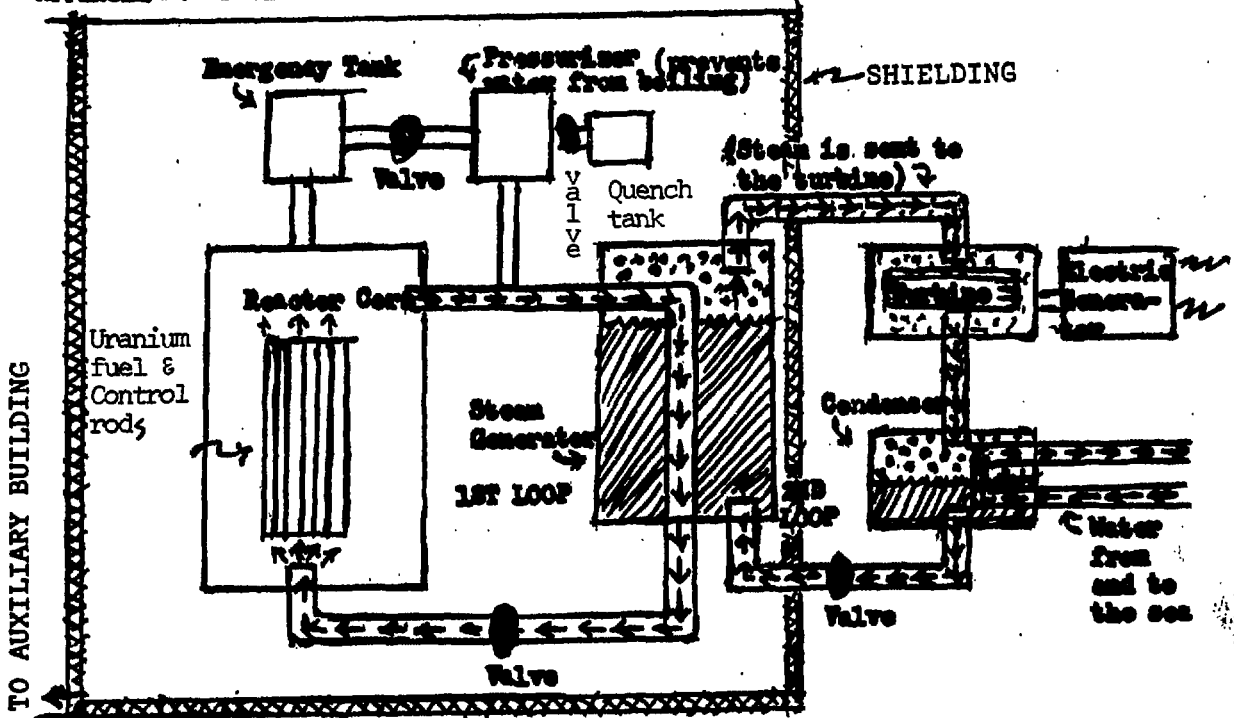 Emergency Tank
Pressurizer (prevents
water from boiling)
SHIELDING
Valve
valve
Quench
tank
(Steam is sent to
the turbine)
Reactor Core
Turbine
Electric
Genera-
tor
Uranium
fuel &
Control
rods
Steam
Generator
1ST LOOP
2ND
LOOP
Condenser
Water
from
and to
the sea
Valve
Valve
TO AUXILIARY BUILDING